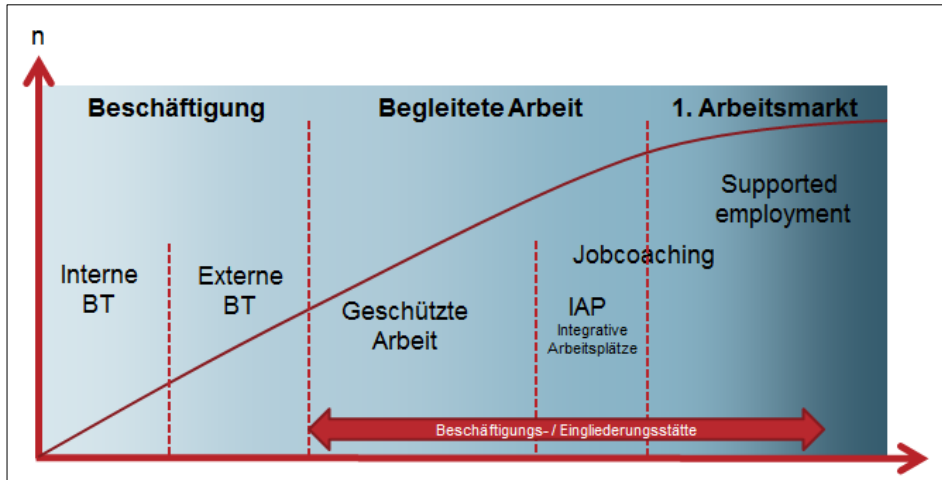 n
Beschäftigung
Begleitete Arbeit
1. Arbeitsmarkt
Supported
employment
Jobcoaching
Interne
BT
Externe
BT
Geschützte
Arbeit
IAP
Integrative
Arbeitsplätze
Beschäftigungs- / Eingliederungsstätte